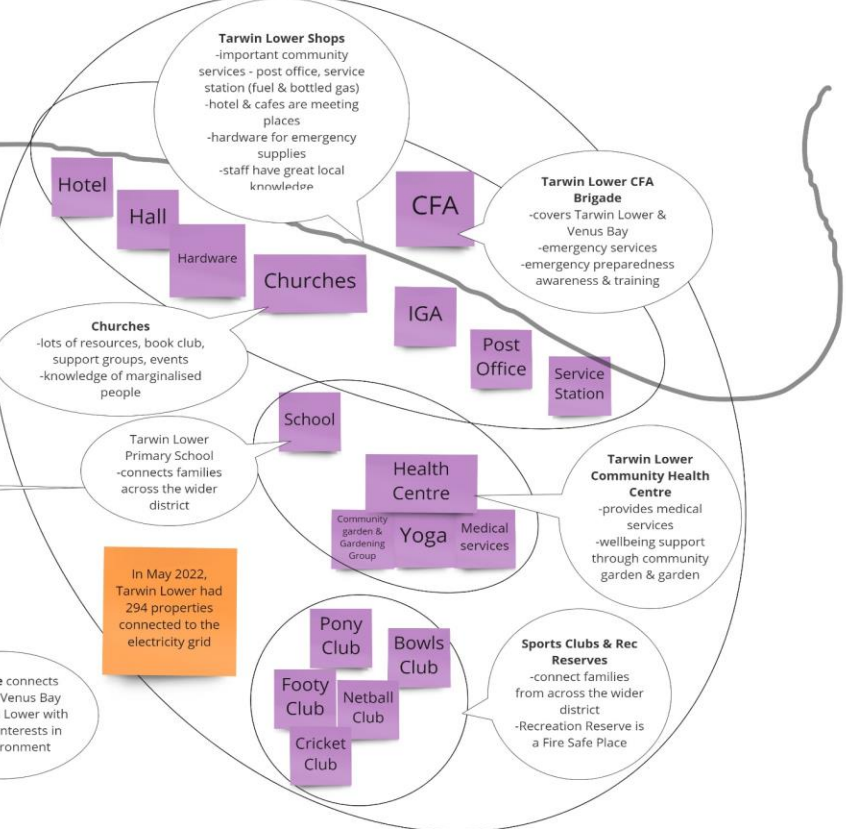 Tarwin Lower Shops
-important community
services - post office, service
station (fuel & bottled gas)
-hotel & cafes are meeting
places
-hardware for emergency
supplies
-staff have great local
knowledge
Hotel
Hall
Hardware
Churches
CFA
Tarwin Lower CFA
Brigade
-covers Tarwin Lower &
Venus Bay
-emergency services
-emergency preparedness
awareness & training
IGA
Post
Office
Service
Station
Churches
-lots of resources, book club,
support groups, events
-knowledge of marginalised
people
School
Tarwin Lower
Primary School
-connects families
across the wider
district
Health
Centre
Community
garden &
Gardening
Group
Yoga
Medical
services
Tarwin Lower
Community Health
Centre
-provides medical
services
-wellbeing support
through community
garden & garden
In May 2022,
Tarwin Lower had
294 properties
connected to the
electricity grid
Pony
Club
Bowls
Club
Footy
Club
Netball
Club
Cricket
Club
Sports Clubs & Rec
Reserves
-connect families
from across the wider
district
-Recreation Reserve is
a Fire Safe Place
e connects
Venus Bay
Lower with
nterests in
ronment